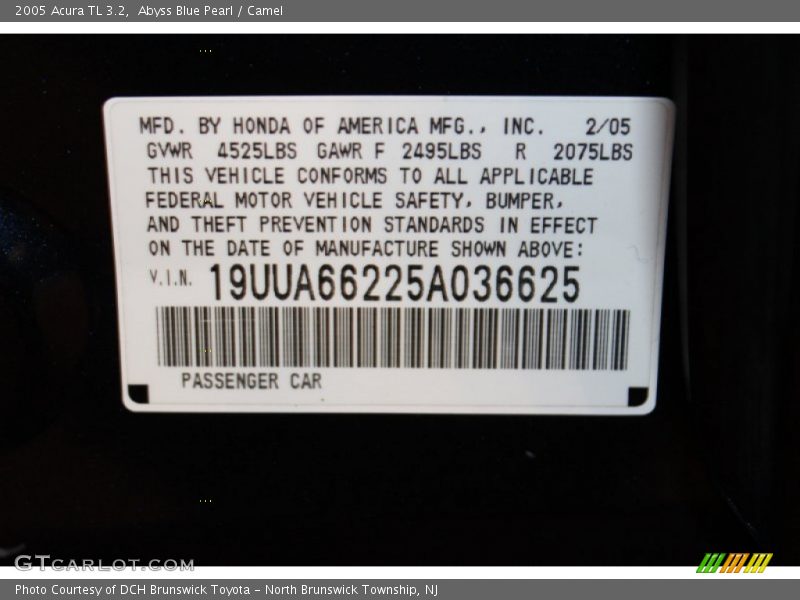 2005 Acura TL 3.2,  Abyss Blue Pearl / Camel
MFD. BY HONDA OF AMERICA MFG., INC. 2/05
GVWR 4525LBS GAWR F 2495LBS R 2075LBS
THIS VEHICLE CONFORMS TO ALL APPLICABLE
FEDERAL MOTOR VEHICLE SAFETY, BUMPER,
AND THEFT PREVENTION STANDARDS IN EFFECT
ON THE DATE OF MANUFACTURE SHOWN ABOVE:
V.I.N. 19UUA66225A036625
PASSENGER CAR
GTCARLOT.COM
Photo Courtesy of DCH Brunswick Toyota - North Brunswick Township, NJ